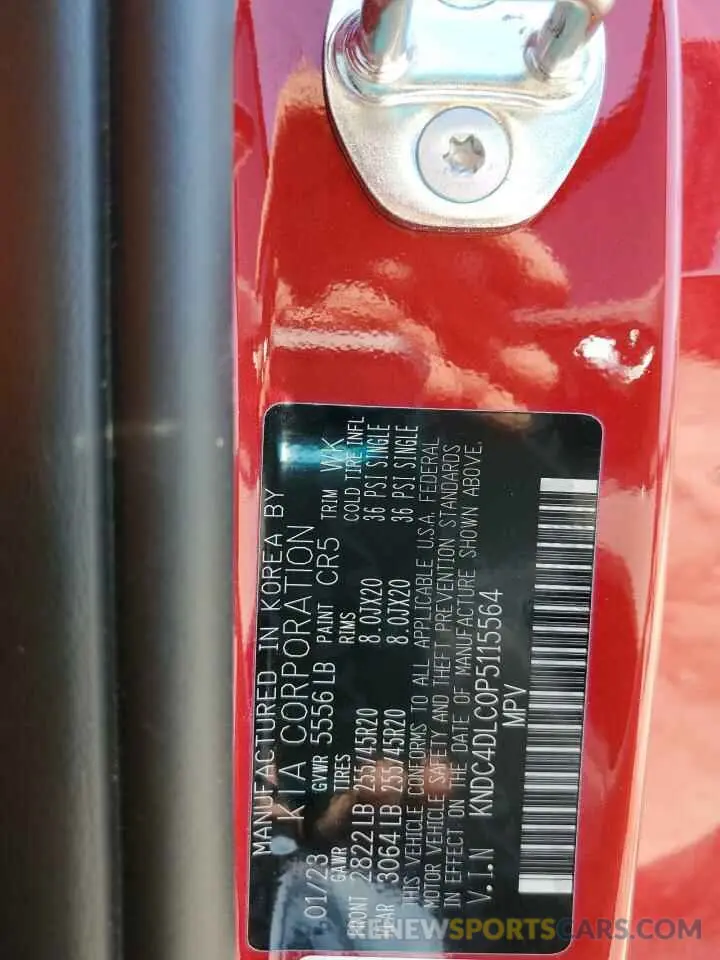 MANUFACTURED IN KOREA BY
KIA CORPORATION
01/23 GVWR 5556 LB PAINT CR5 TRIM WK
GAWR TIRES RIMS COLD TIRE INFL
FRONT 2822 LB 255/45R20 8.0JX20 36 PSI SINGLE
REAR 3064 LB 255/45R20 8.0JX20 36 PSI SINGLE
THIS VEHICLE CONFORMS TO ALL APPLICABLE U.S.A. FEDERAL
MOTOR VEHICLE SAFETY AND THEFT PREVENTION STANDARDS
IN EFFECT ON THE DATE OF MANUFACTURE SHOWN ABOVE.
V.I.N KNDC4DLC0P5115564
MPV
RENEWSPORTSCARS.COM